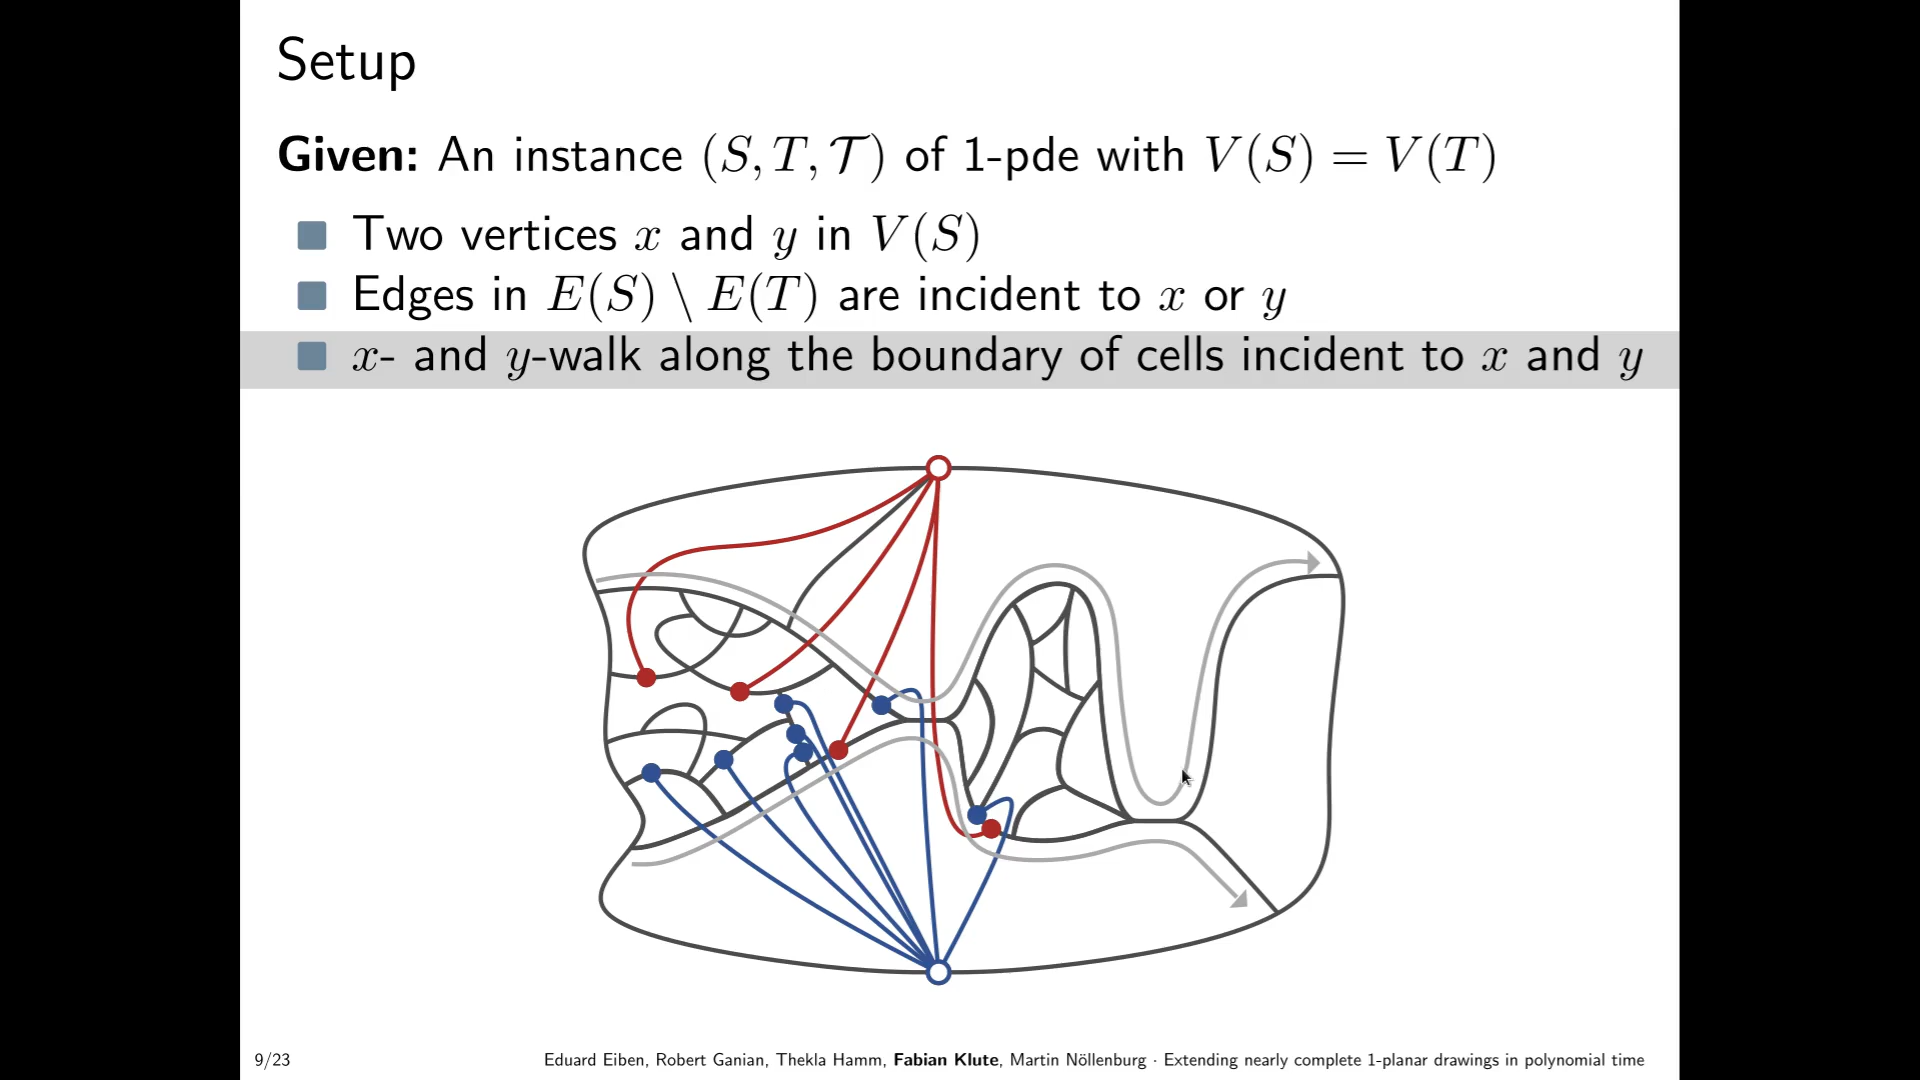 Setup
Given: An instance (S, T, 𝒯) of 1-pde with V(S) = V(T)
Two vertices x and y in V(S)
Edges in E(S) \ E(T) are incident to x or y
x- and y-walk along the boundary of cells incident to x and y
9/23
Eduard Eiben, Robert Ganian, Thekla Hamm, Fabian Klute, Martin Nöllenburg · Extending nearly complete 1-planar drawings in polynomial time